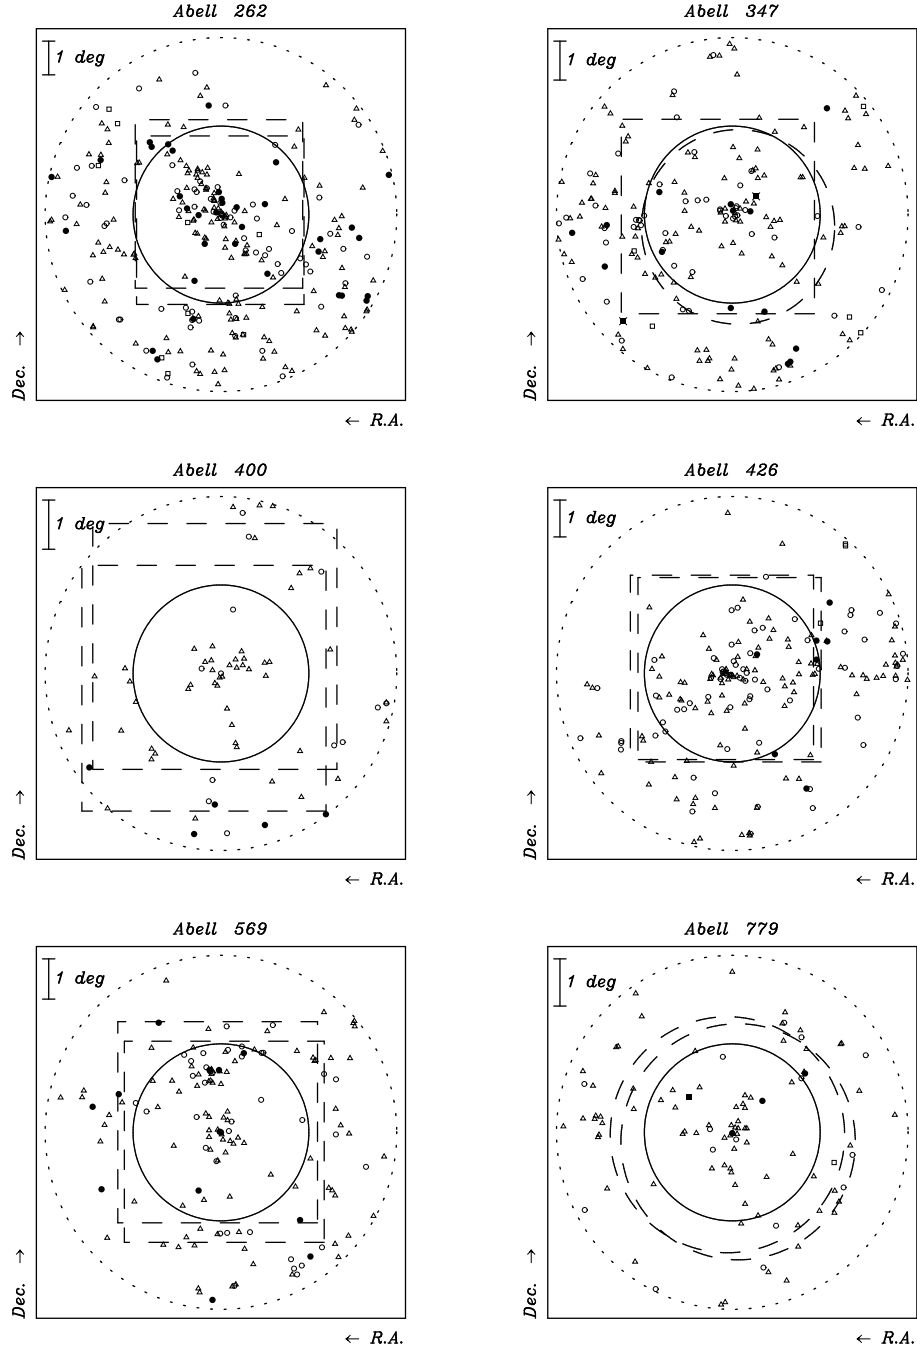 Abell 262
Abell 347
1 deg
1 deg
Dec. →
Dec. →
← R.A.
← R.A.
Abell 400
Abell 426
1 deg
1 deg
Dec. →
Dec. →
← R.A.
← R.A.
Abell 569
Abell 779
1 deg
1 deg
Dec. →
Dec. →
← R.A.
← R.A.